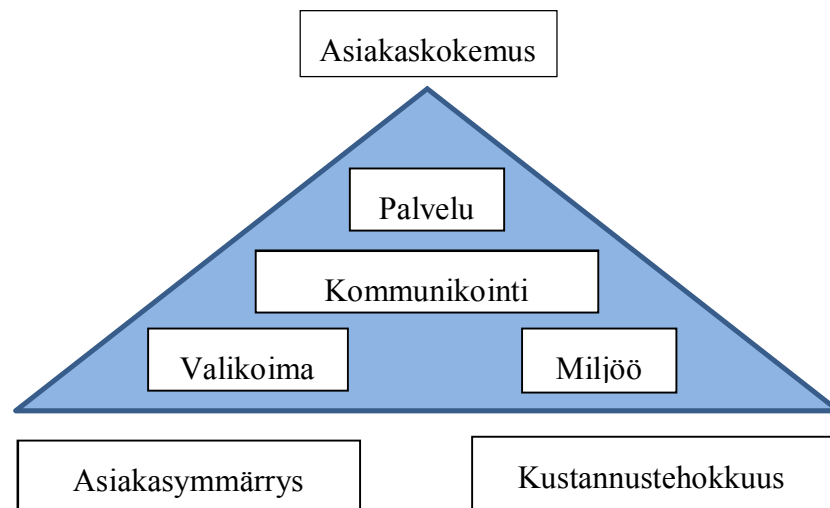 Asiakaskokemus
Palvelu
Kommunikointi
Valikoima
Miljöö
Asiakasymmärrys
Kustannustehokkuus